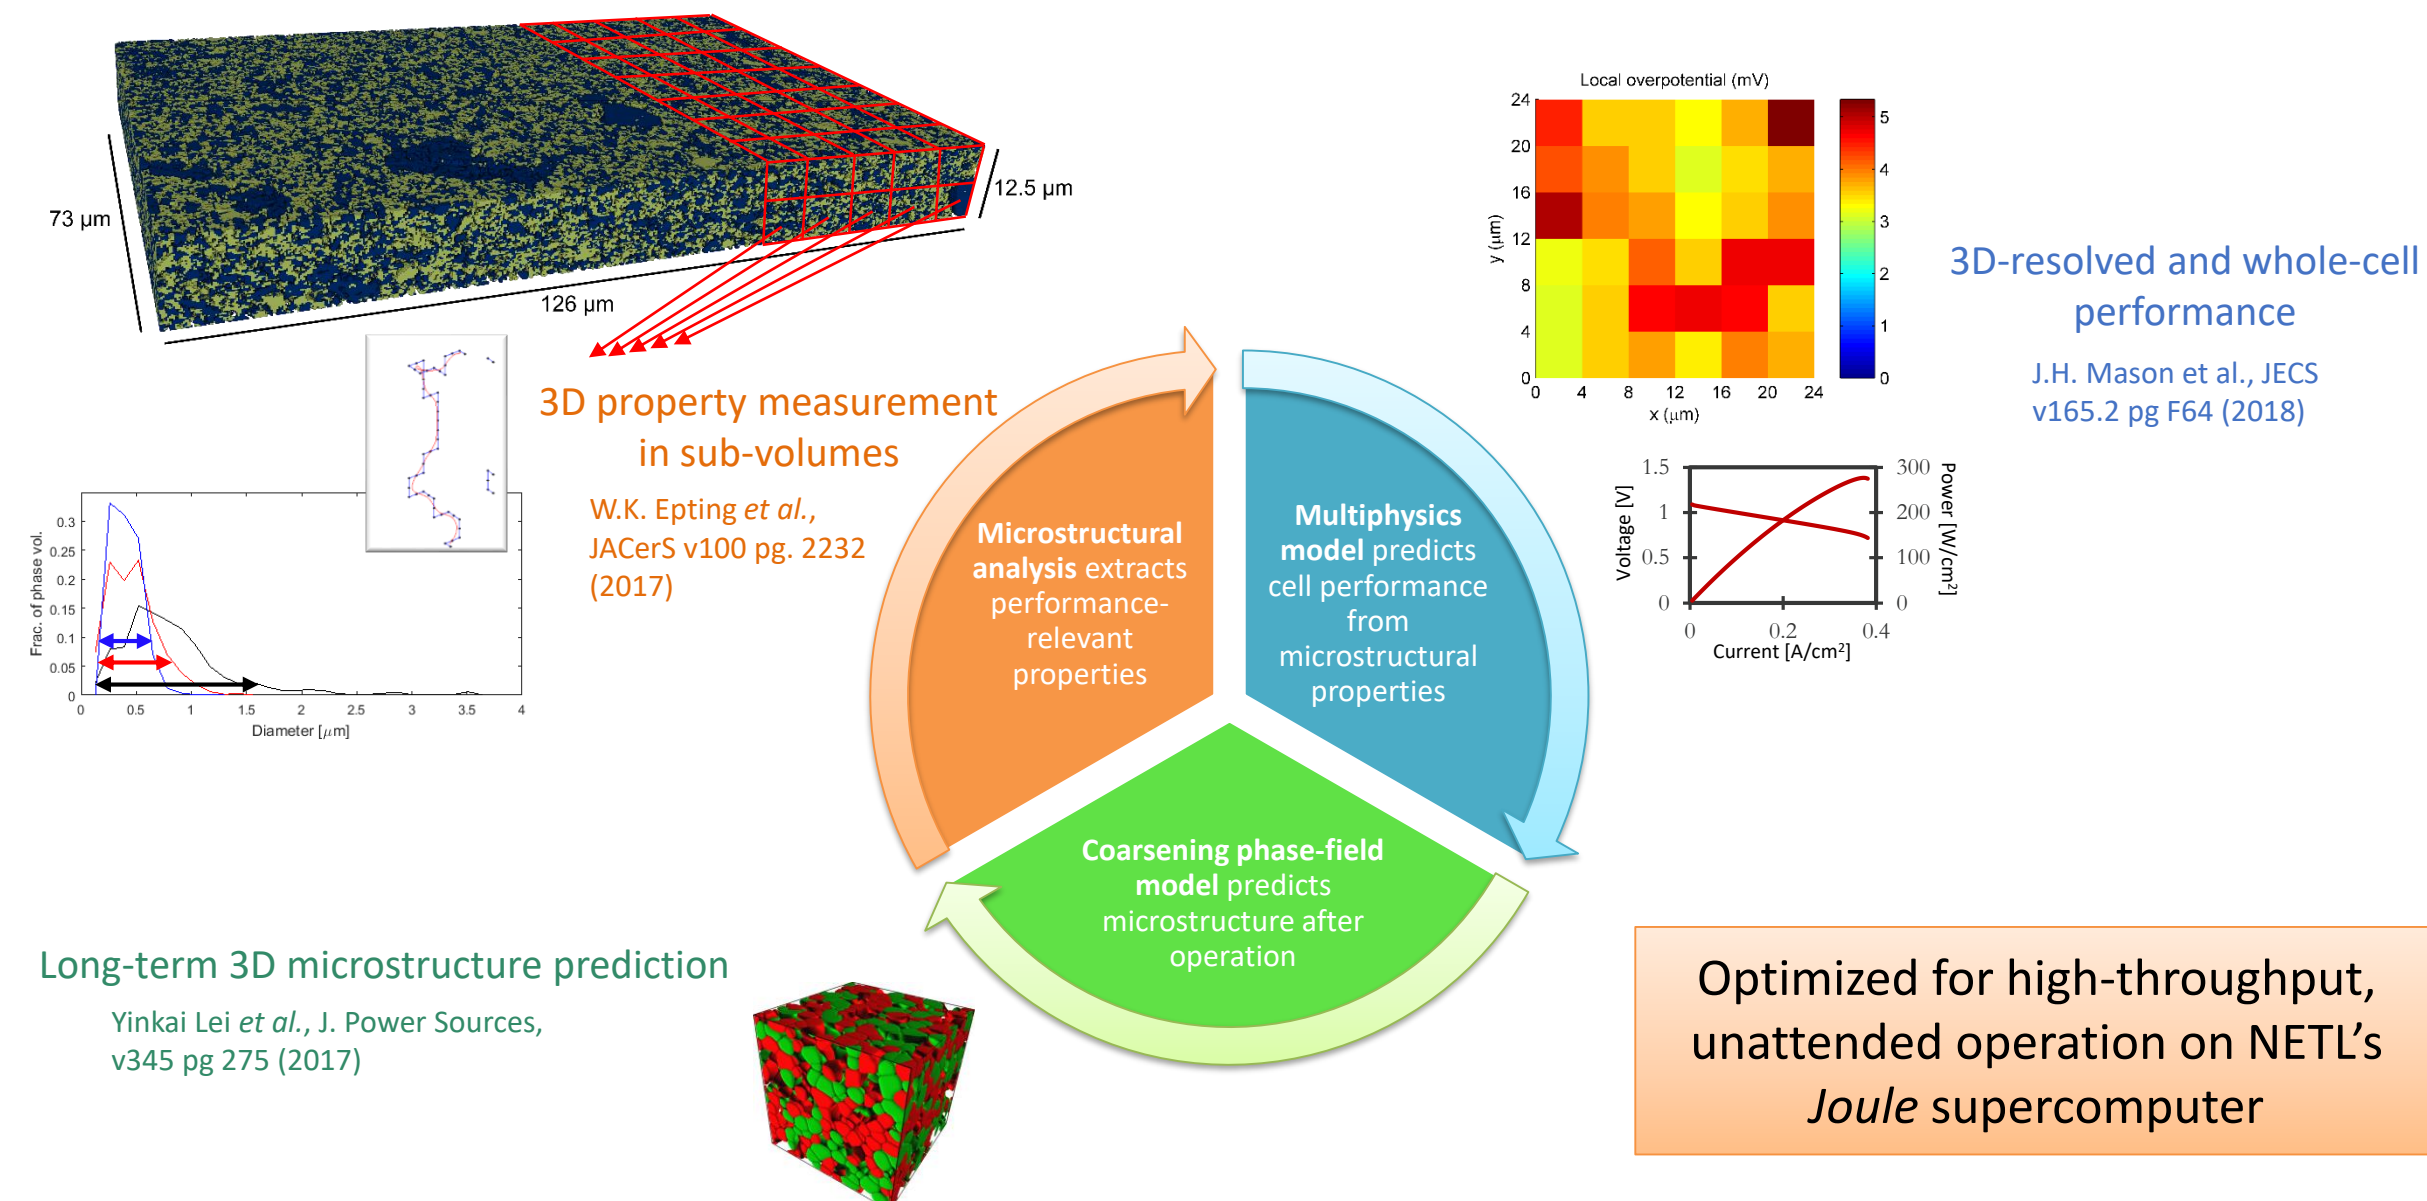 73 µm
126 µm
12.5 µm
3D property measurement
in sub-volumes
W.K. Epting et al.,
JACerS v100 pg. 2232
(2017)
Frac. of phase vol.
0.3
0.25
0.2
0.15
0.1
0.05
0
0 0.5 1 1.5 2 2.5 3 3.5 4
Diameter [μm]
Local overpotential (mV)
24
20
16
12
8
4
0
y (μm)
0 4 8 12 16 20 24
x (μm)
5
4
3
2
1
0
3D-resolved and whole-cell
performance
J.H. Mason et al., JECS
v165.2 pg F64 (2018)
Voltage [V]
1.5
1
0.5
0
300
200
100
0
Power [W/cm²]
0 0.2 0.4
Current [A/cm²]
Microstructural
analysis extracts
performance-
relevant
properties
Multiphysics
model predicts
cell performance
from
microstructural
properties
Coarsening phase-field
model predicts
microstructure after
operation
Long-term 3D microstructure prediction
Yinkai Lei et al., J. Power Sources,
v345 pg 275 (2017)
Optimized for high-throughput,
unattended operation on NETL’s
Joule supercomputer